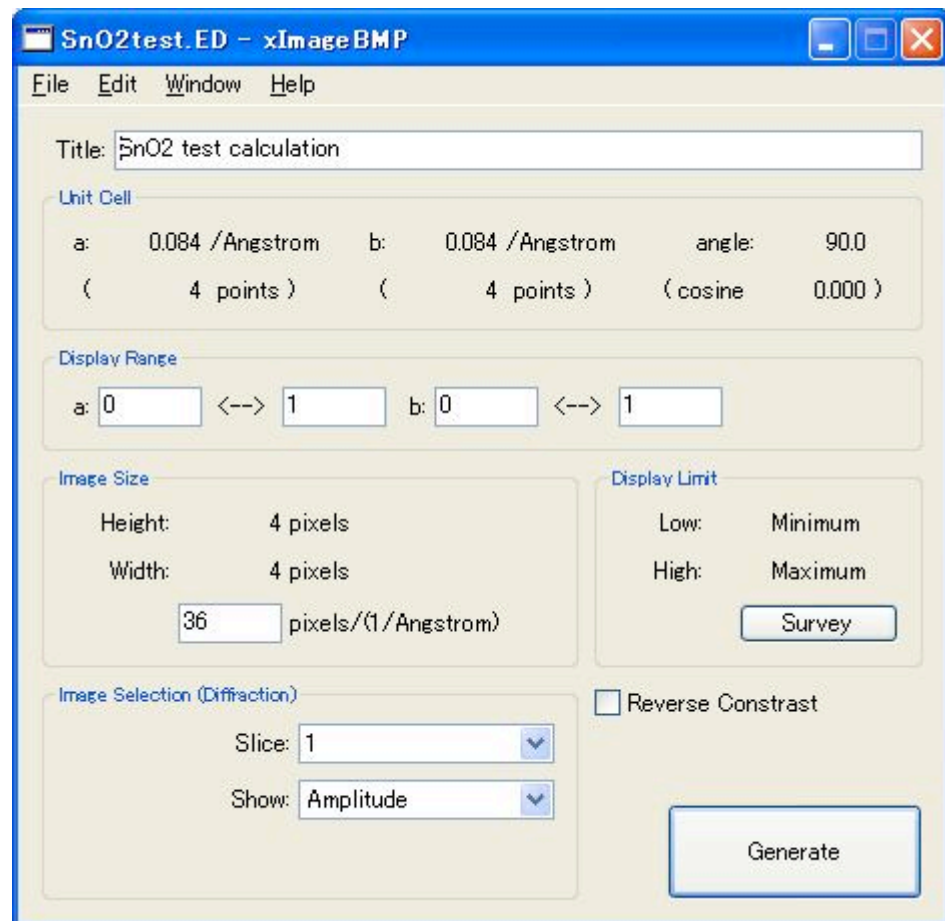 SnO2test.ED - xImageBMP
File Edit Window Help
Title: SnO2 test calculation
Unit Cell
a: 0.084 /Angstrom b: 0.084 /Angstrom angle: 90.0
( 4 points ) ( 4 points ) ( cosine 0.000 )
Display Range
a: 0 <--> 1 b: 0 <--> 1
Image Size
Height: 4 pixels
Width: 4 pixels
36 pixels/(1/Angstrom)
Display Limit
Low: Minimum
High: Maximum
Survey
Image Selection (Diffraction)
Slice: 1
Show: Amplitude
Reverse Constrast
Generate